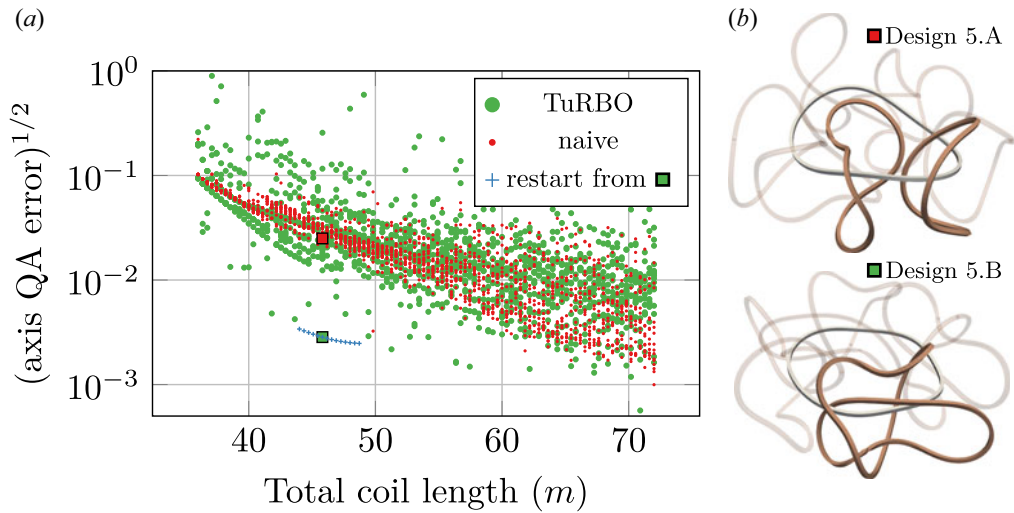 (a)
(axis QA error)^{1/2}
10^0
10^{-1}
10^{-2}
10^{-3}
TuRBO
naive
restart from
40 50 60 70
Total coil length (m)
(b)
Design 5.A
Design 5.B